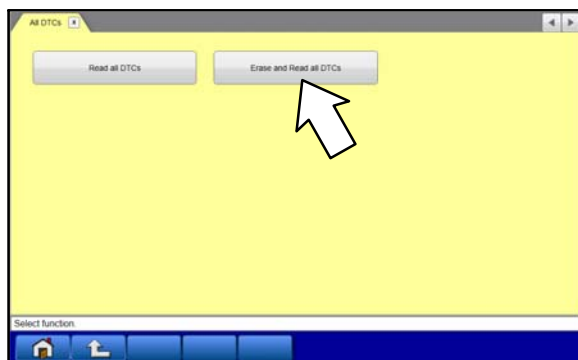 All DTCs x
Read all DTCs Erase and Read all DTCs
Select function.